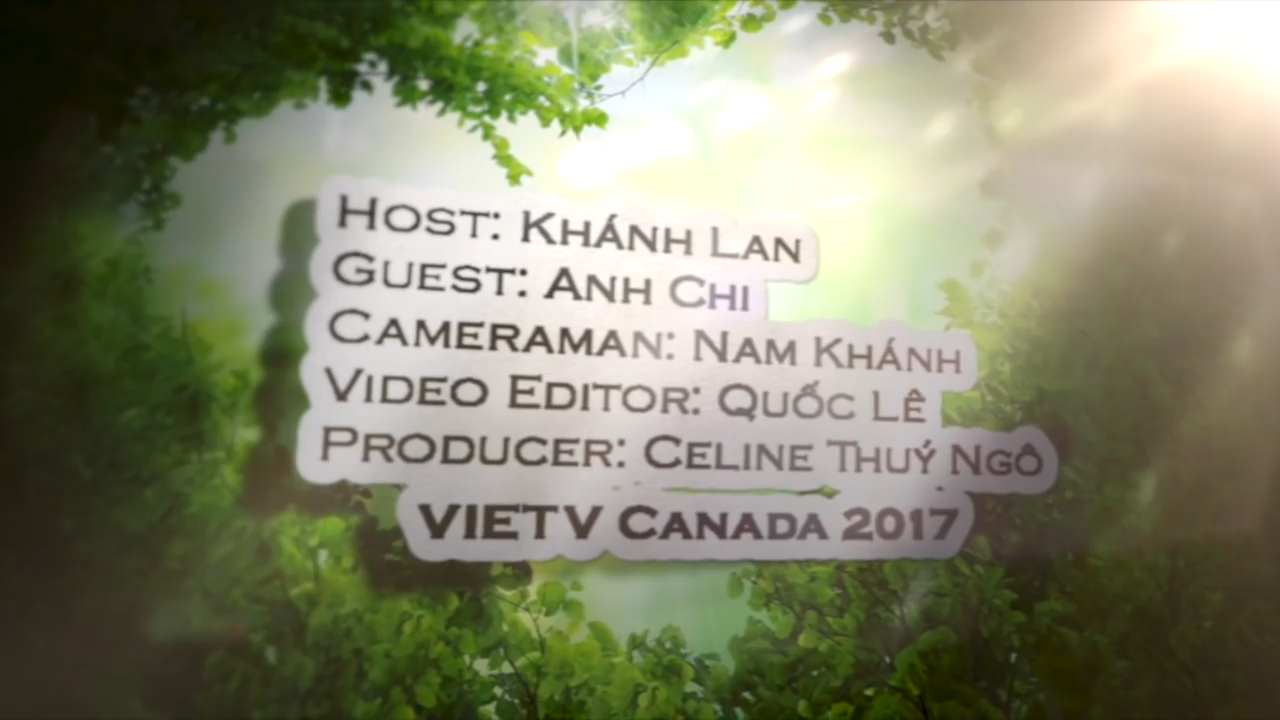 Host: Khánh Lan
Guest: Anh Chi
Cameraman: Nam Khánh
Video Editor: Quốc Lê
Producer: Celine Thuý Ngô
VIETV Canada 2017